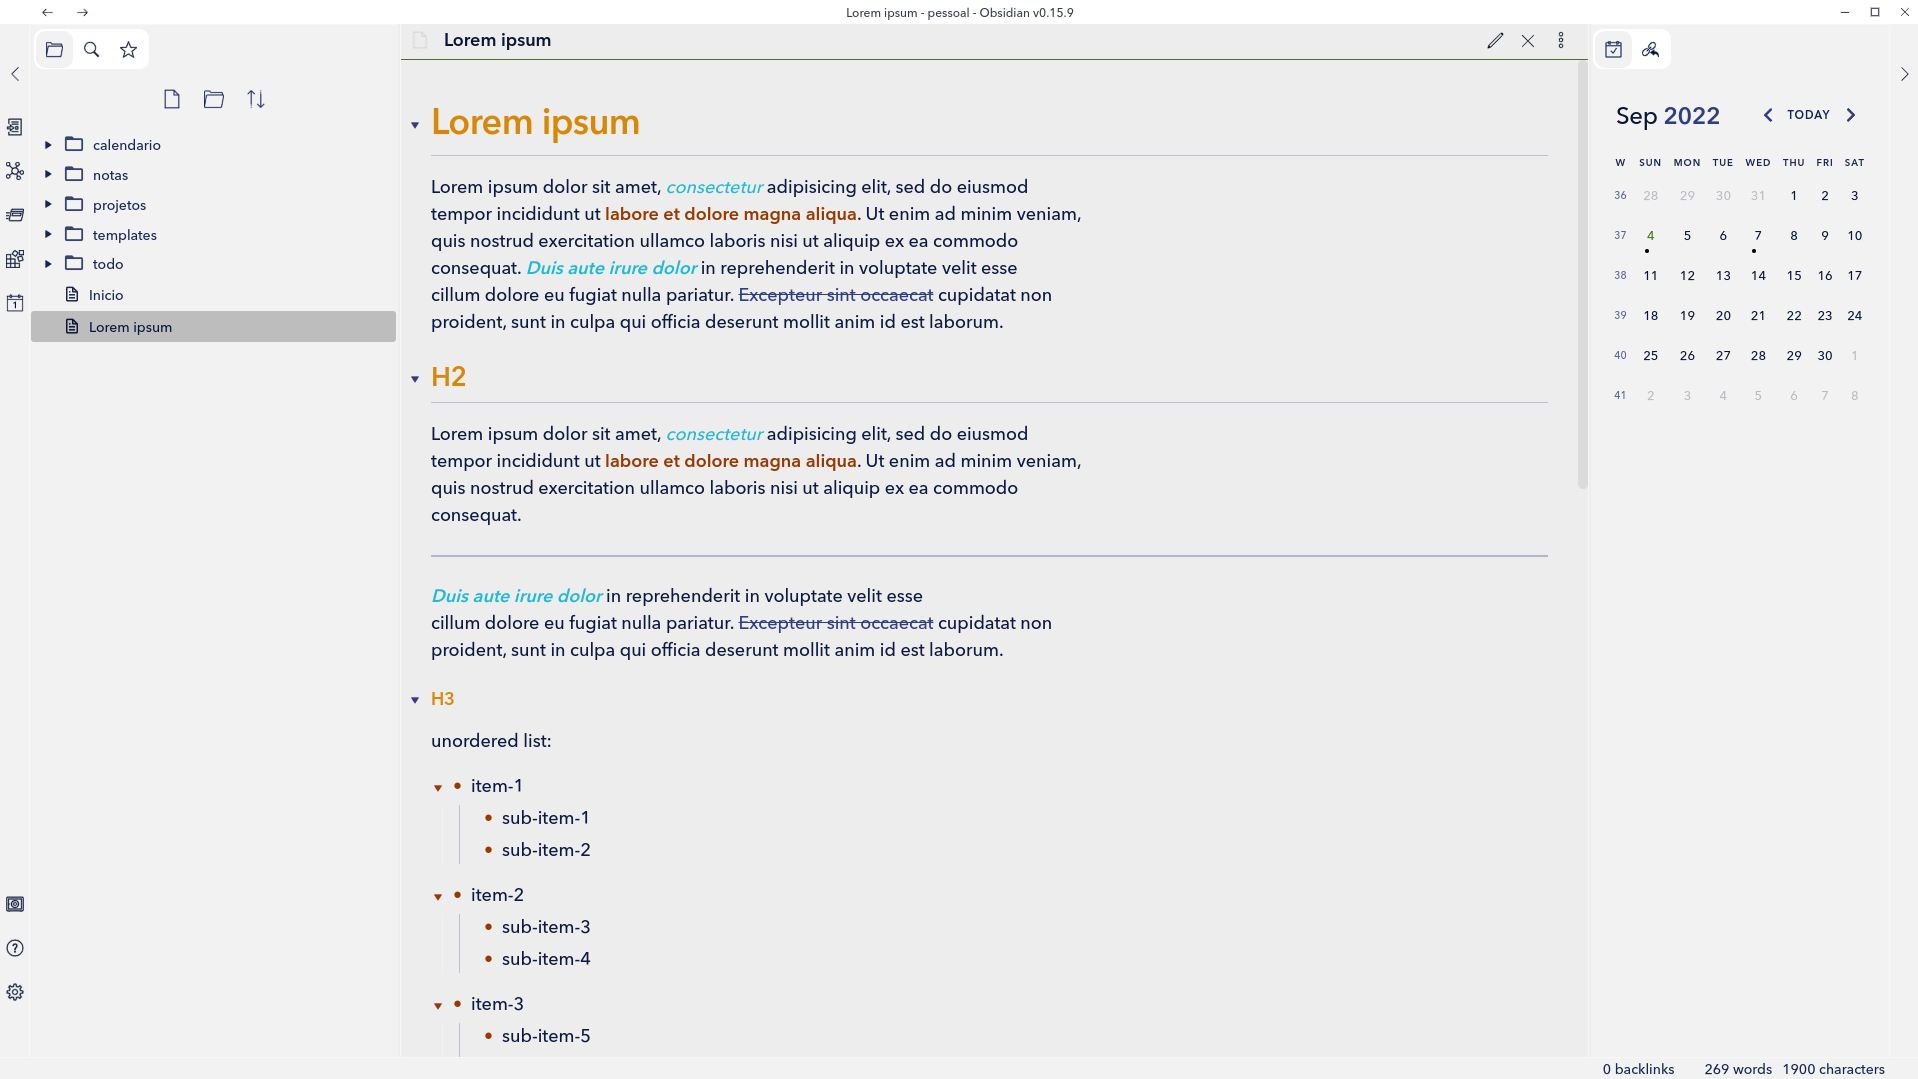 Lorem ipsum - pessoal - Obsidian v0.15.9
calendario
notas
projetos
templates
todo
Inicio
Lorem ipsum
1
Lorem ipsum
Lorem ipsum
Lorem ipsum dolor sit amet, consectetur adipisicing elit, sed do eiusmod
tempor incididunt ut labore et dolore magna aliqua. Ut enim ad minim veniam,
quis nostrud exercitation ullamco laboris nisi ut aliquip ex ea commodo
consequat. Duis aute irure dolor in reprehenderit in voluptate velit esse
cillum dolore eu fugiat nulla pariatur. Excepteur sint occaecat cupidatat non
proident, sunt in culpa qui officia deserunt mollit anim id est laborum.
H2
Lorem ipsum dolor sit amet, consectetur adipisicing elit, sed do eiusmod
tempor incididunt ut labore et dolore magna aliqua. Ut enim ad minim veniam,
quis nostrud exercitation ullamco laboris nisi ut aliquip ex ea commodo
consequat.
Duis aute irure dolor in reprehenderit in voluptate velit esse
cillum dolore eu fugiat nulla pariatur. Excepteur sint occaecat cupidatat non
proident, sunt in culpa qui officia deserunt mollit anim id est laborum.
H3
unordered list:
• item-1
• sub-item-1
• sub-item-2
• item-2
• sub-item-3
• sub-item-4
• item-3
• sub-item-5
Sep 2022 TODAY
W SUN MON TUE WED THU FRI SAT
36 28 29 30 31 1 2 3
37 4 5 6 7 8 9 10
38 11 12 13 14 15 16 17
39 18 19 20 21 22 23 24
40 25 26 27 28 29 30 1
41 2 3 4 5 6 7 8
0 backlinks 269 words 1900 characters